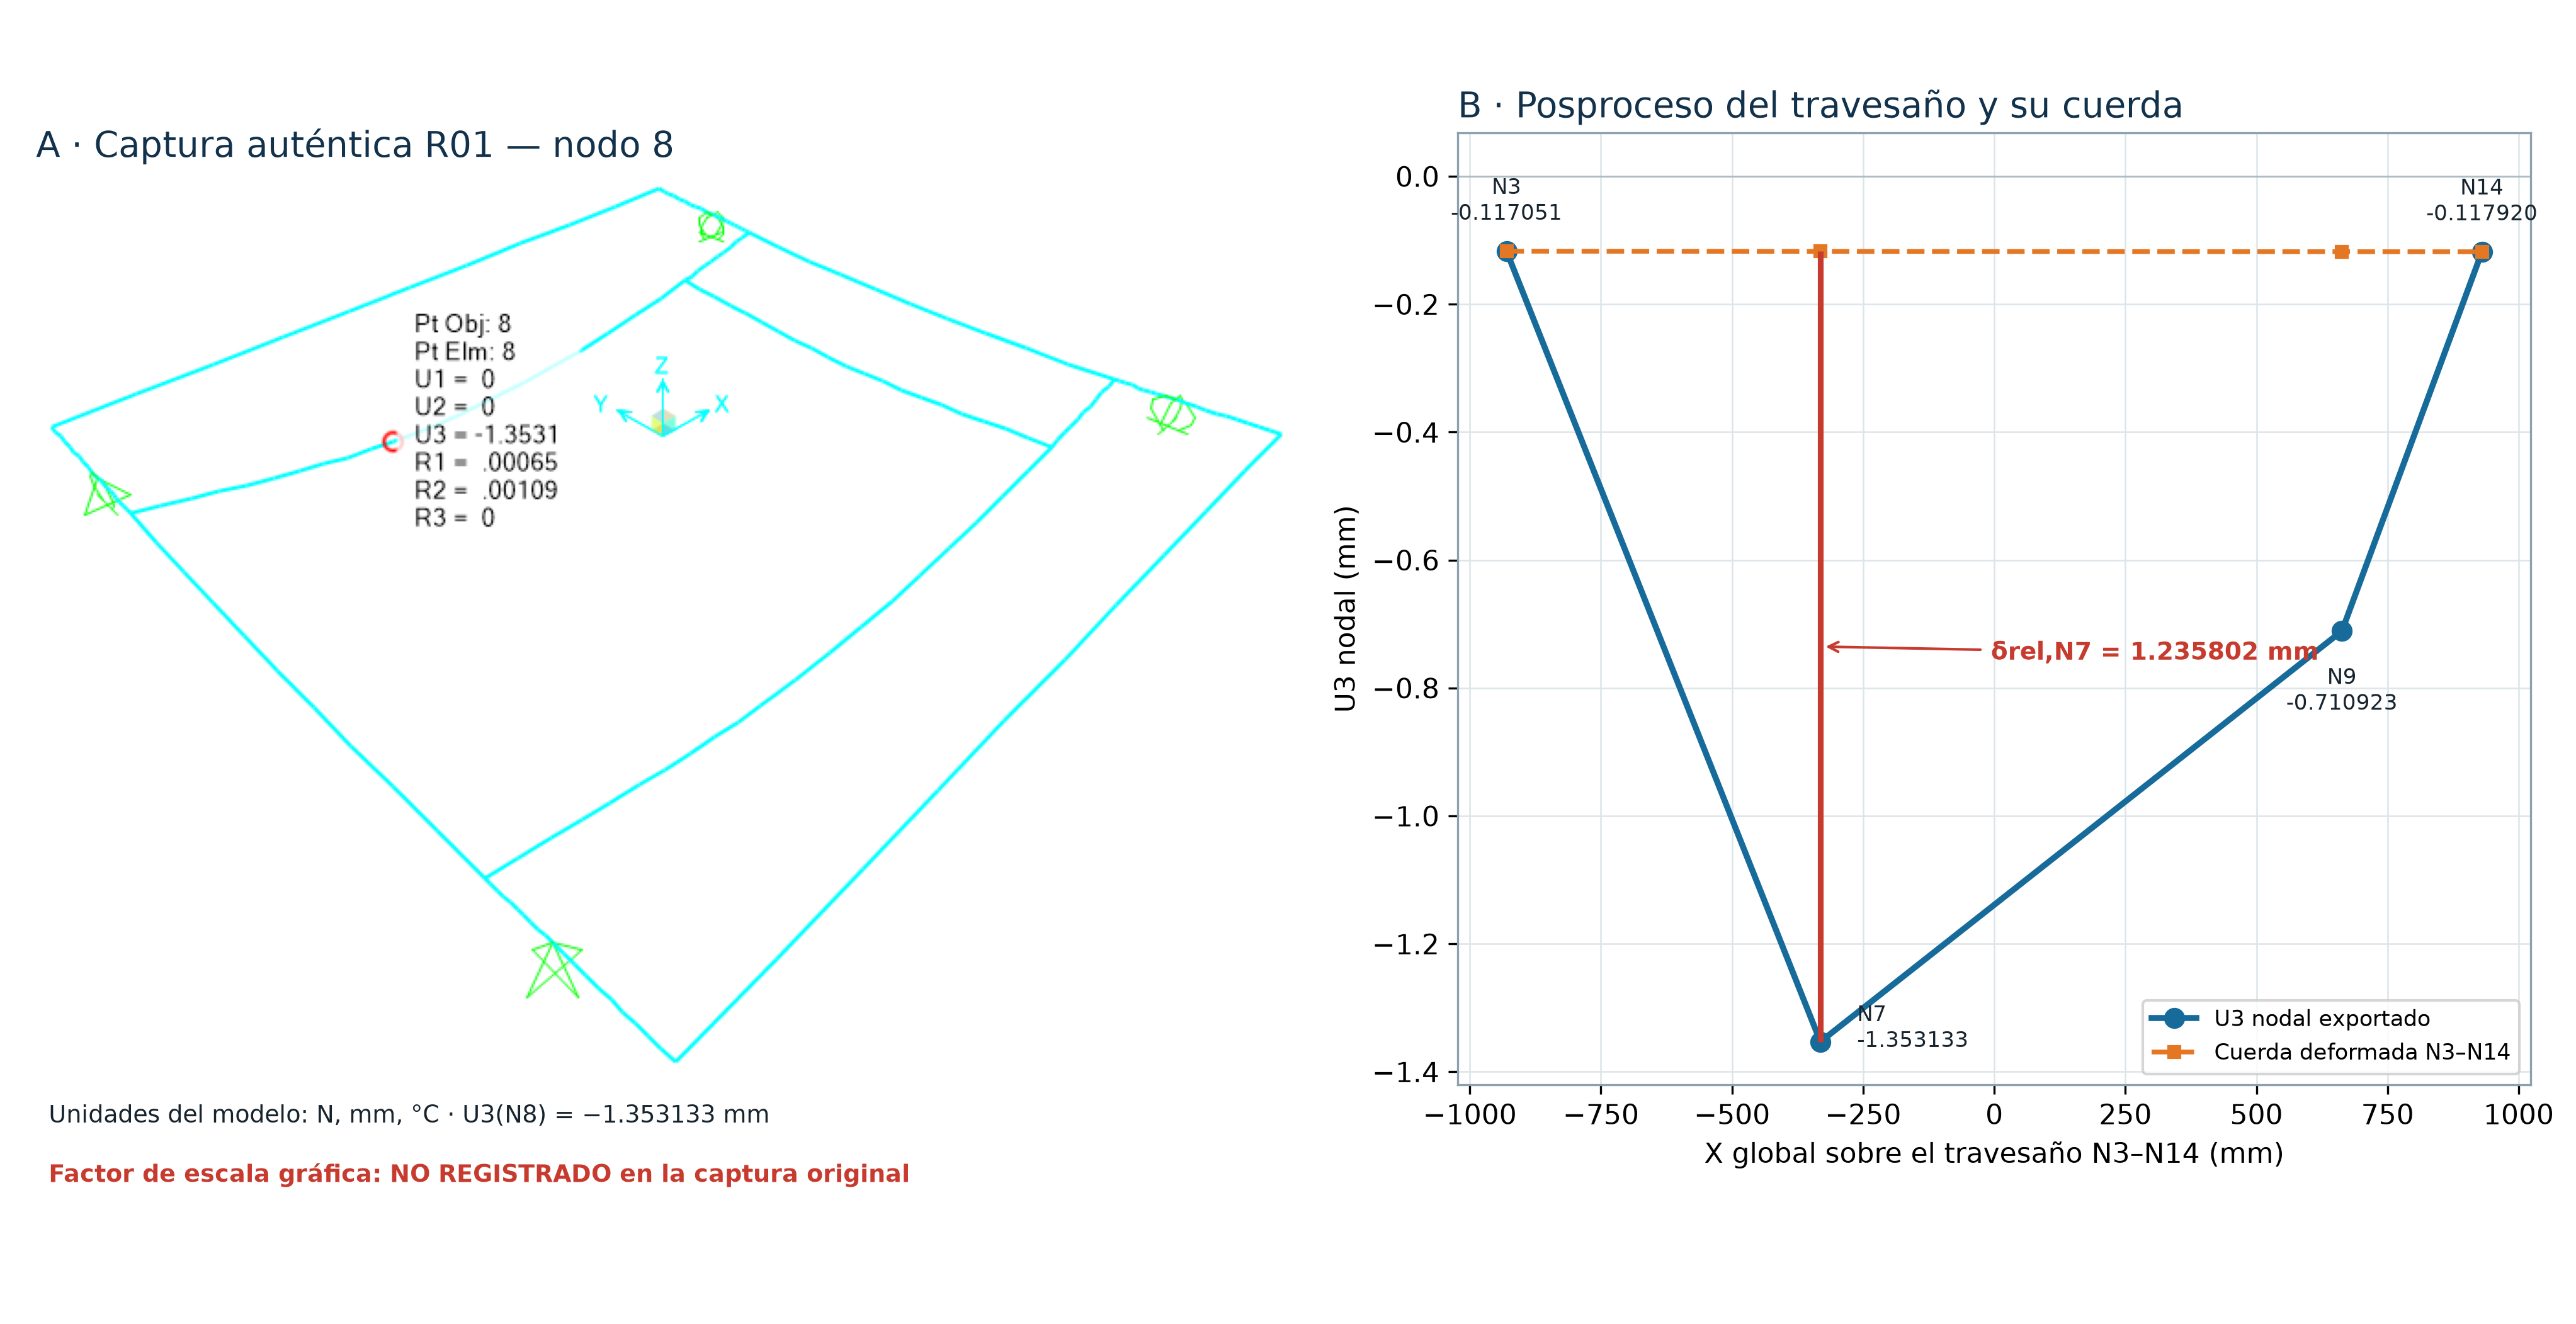 A · Captura auténtica R01 — nodo 8
Pt Obj: 8
Pt Elm: 8
U1 = 0
U2 = 0
U3 = -1.3531
R1 = .00065
R2 = .00109
R3 = 0
Z
Y
X
Unidades del modelo: N, mm, °C · U3(N8) = −1.353133 mm
Factor de escala gráfica: NO REGISTRADO en la captura original
B · Posproceso del travesaño y su cuerda
U3 nodal (mm)
0.0
−0.2
−0.4
−0.6
−0.8
−1.0
−1.2
−1.4
N3
-0.117051
N14
-0.117920
δrel,N7 = 1.235802 mm
N9
-0.710923
N7
-1.353133
U3 nodal exportado
Cuerda deformada N3–N14
−1000 −750 −500 −250 0 250 500 750 1000
X global sobre el travesaño N3–N14 (mm)